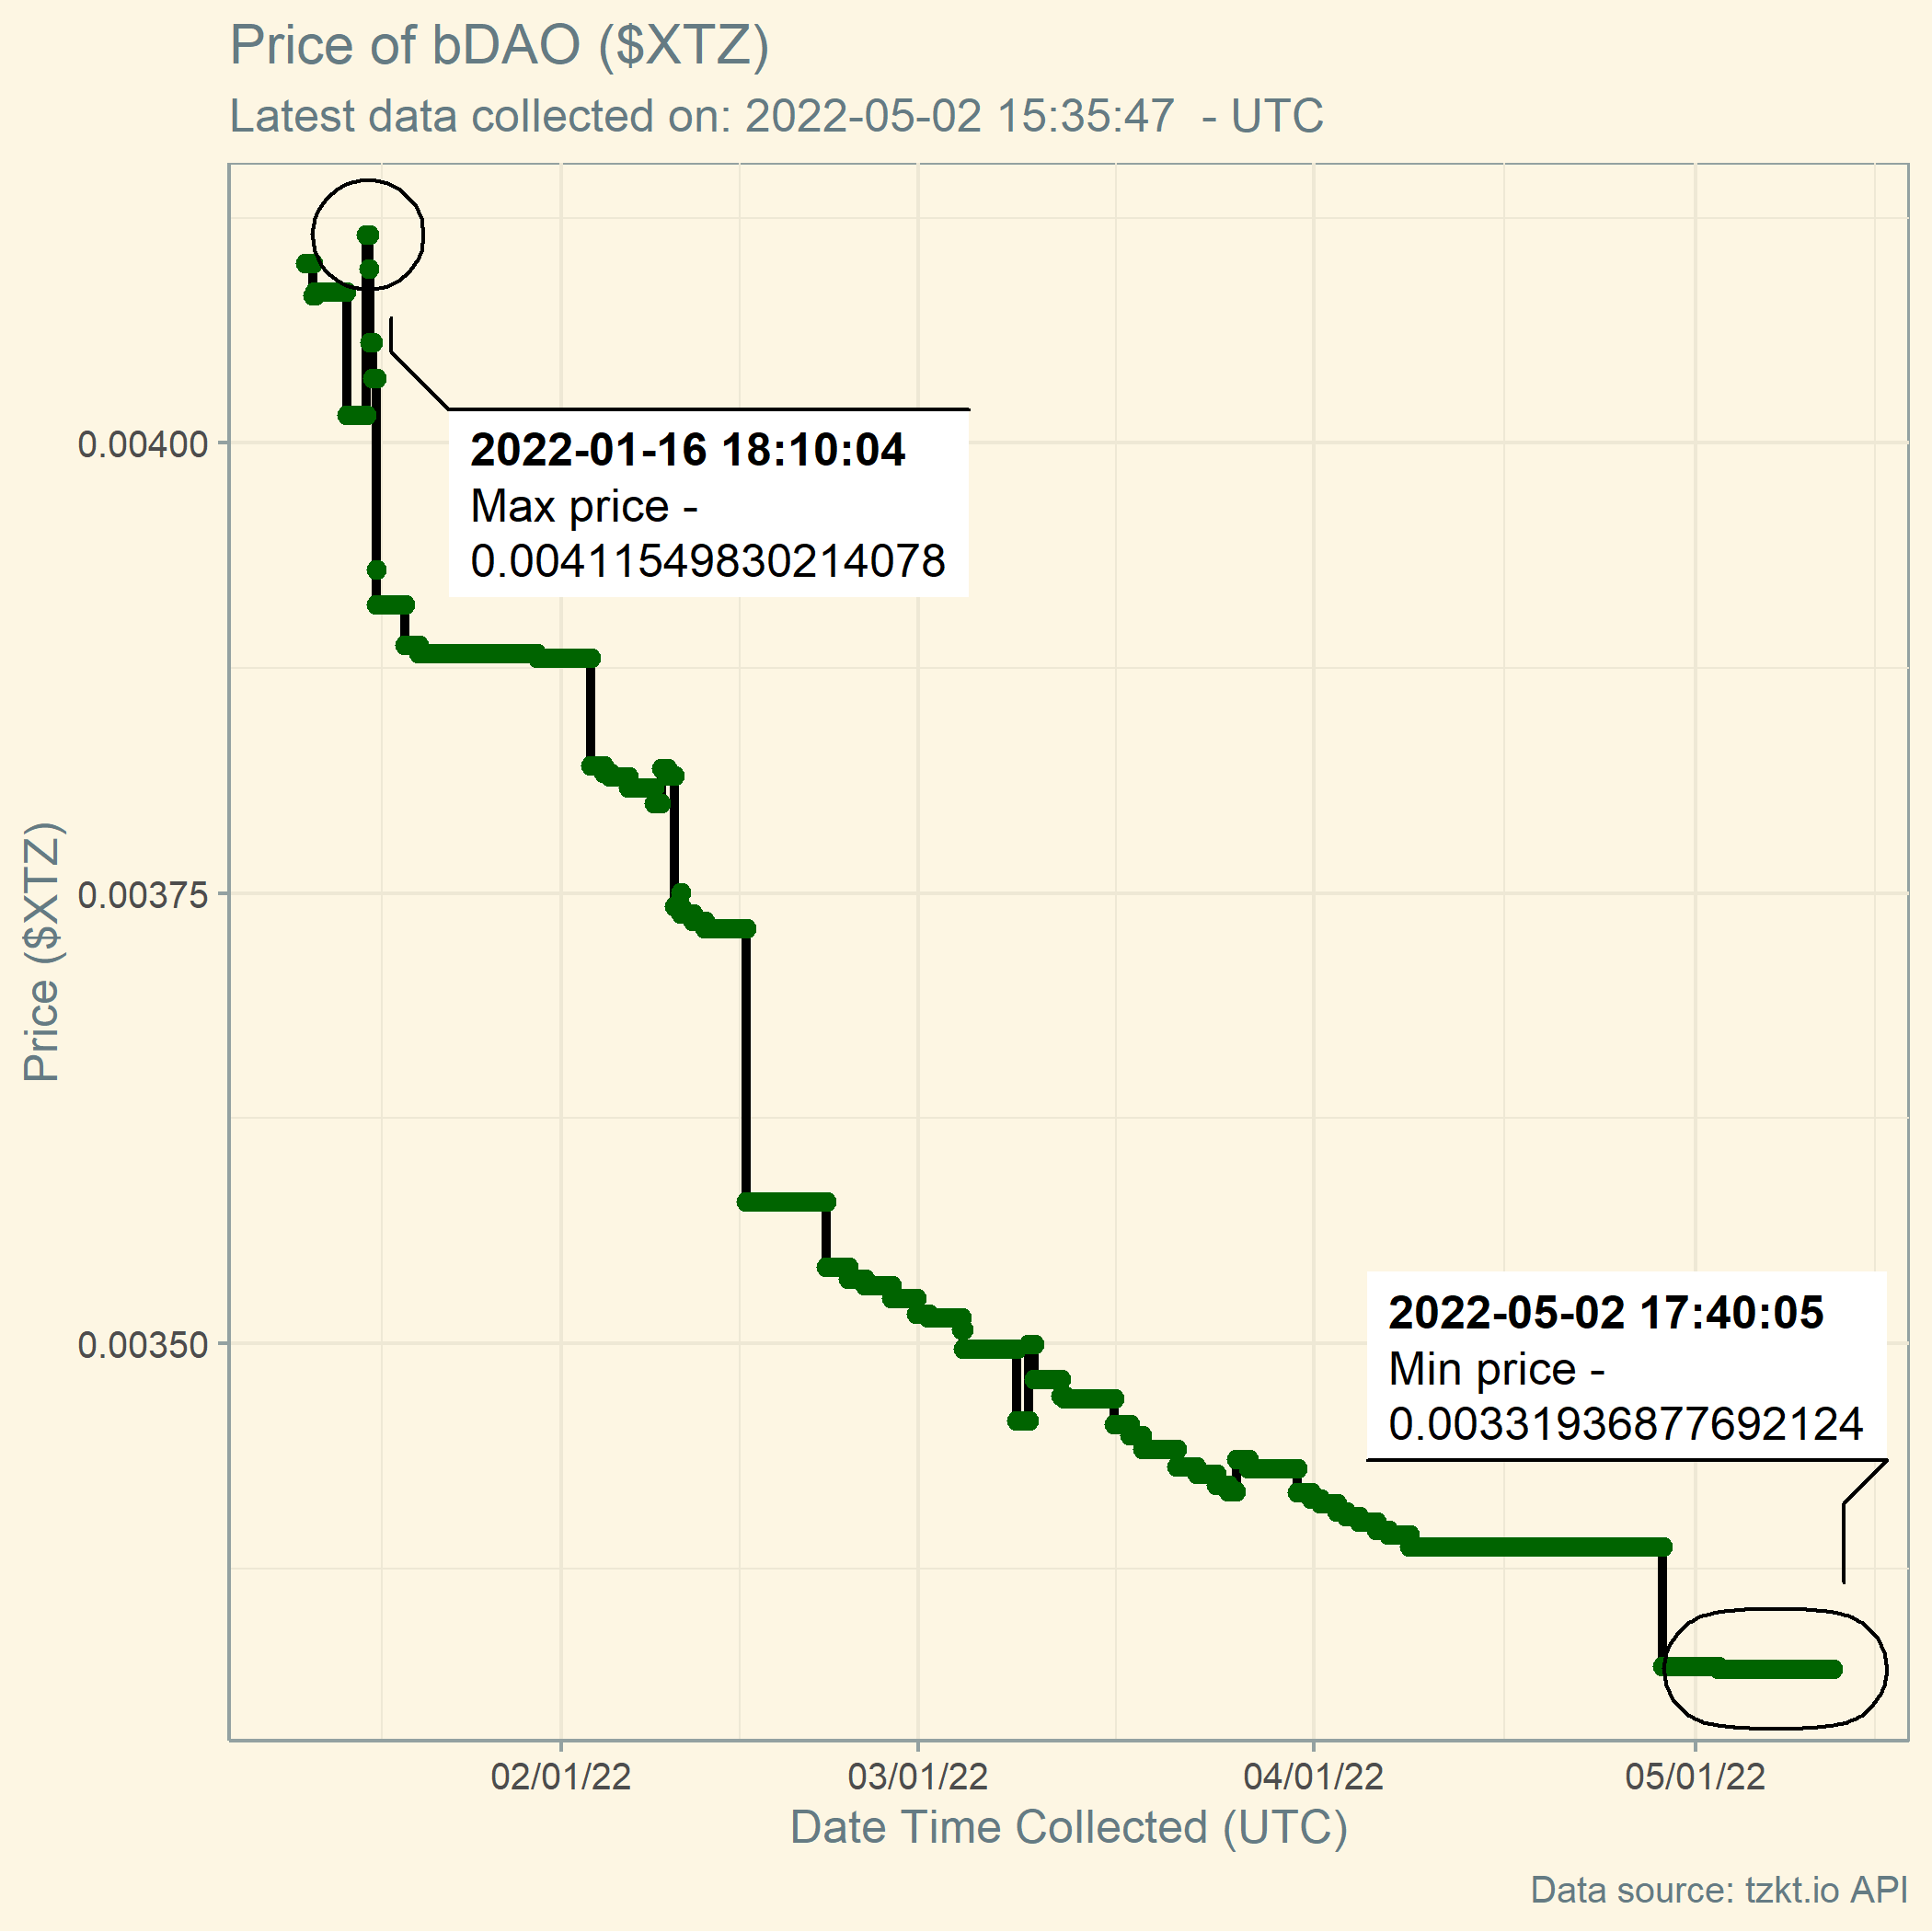 Price of bDAO ($XTZ)
Latest data collected on: 2022-05-02 15:35:47  - UTC
Price ($XTZ)
0.00400
0.00375
0.00350
2022-01-16 18:10:04
Max price -
0.00411549830214078
2022-05-02 17:40:05
Min price -
0.00331936877692124
02/01/22
03/01/22
04/01/22
05/01/22
Date Time Collected (UTC)
Data source: tzkt.io API